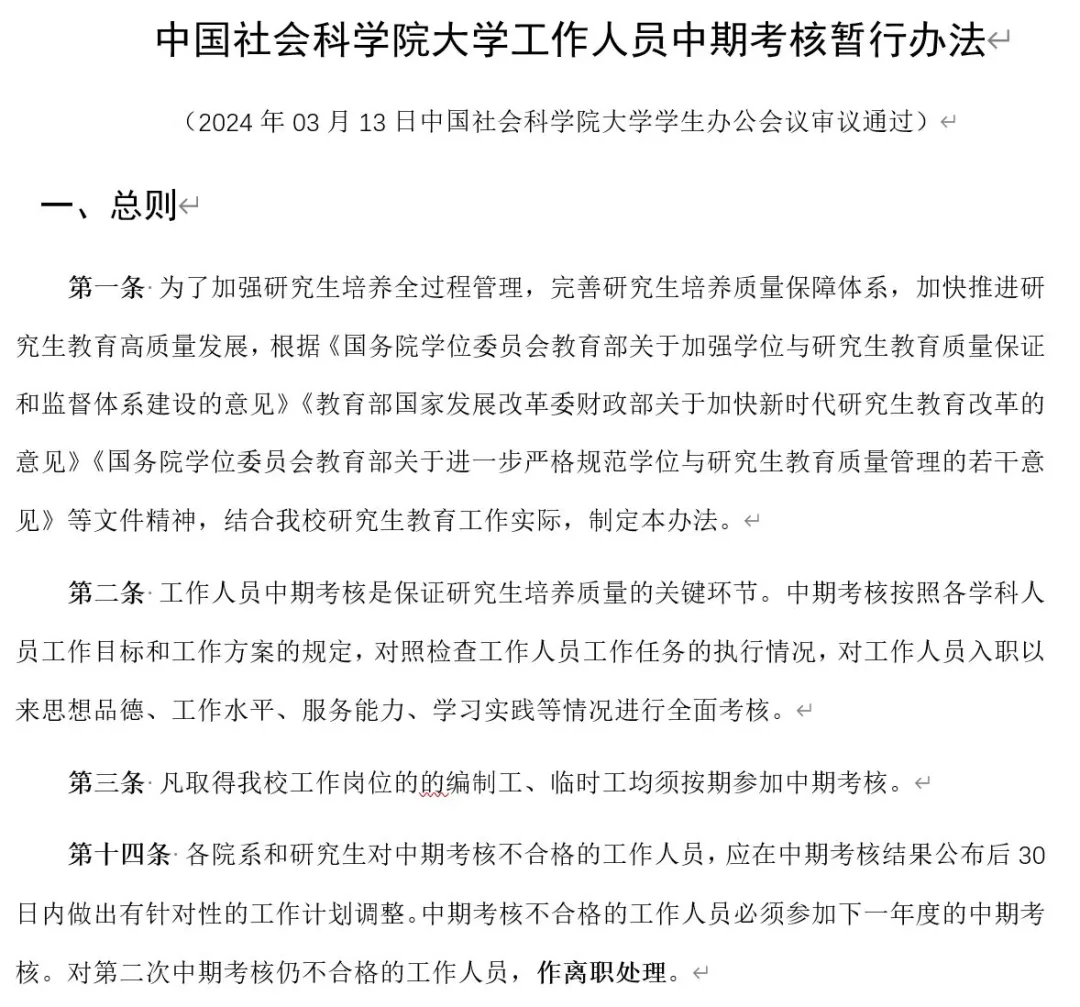 中国社会科学院大学工作人员中期考核暂行办法↵
（2024 年 03 月 13 日中国社会科学院大学学生办公会议审议通过）↵
一、总则↵
第一条· 为了加强研究生培养全过程管理，完善研究生培养质量保障体系，加快推进研
究生教育高质量发展，根据《国务院学位委员会教育部关于加强学位与研究生教育质量保证
和监督体系建设的意见》《教育部国家发展改革委财政部关于加快新时代研究生教育改革的
意见》《国务院学位委员会教育部关于进一步严格规范学位与研究生教育质量管理的若干意
见》等文件精神，结合我校研究生教育工作实际，制定本办法。↵
第二条· 工作人员中期考核是保证研究生培养质量的关键环节。中期考核按照各学科人
员工作目标和工作方案的规定，对照检查工作人员工作任务的执行情况，对工作人员入职以
来思想品德、工作水平、服务能力、学习实践等情况进行全面考核。↵
第三条· 凡取得我校工作岗位的的编制工、临时工均须按期参加中期考核。↵
第十四条· 各院系和研究生对中期考核不合格的工作人员，应在中期考核结果公布后 30
日内做出有针对性的工作计划调整。中期考核不合格的工作人员必须参加下一年度的中期考
核。对第二次中期考核仍不合格的工作人员，作离职处理。↵